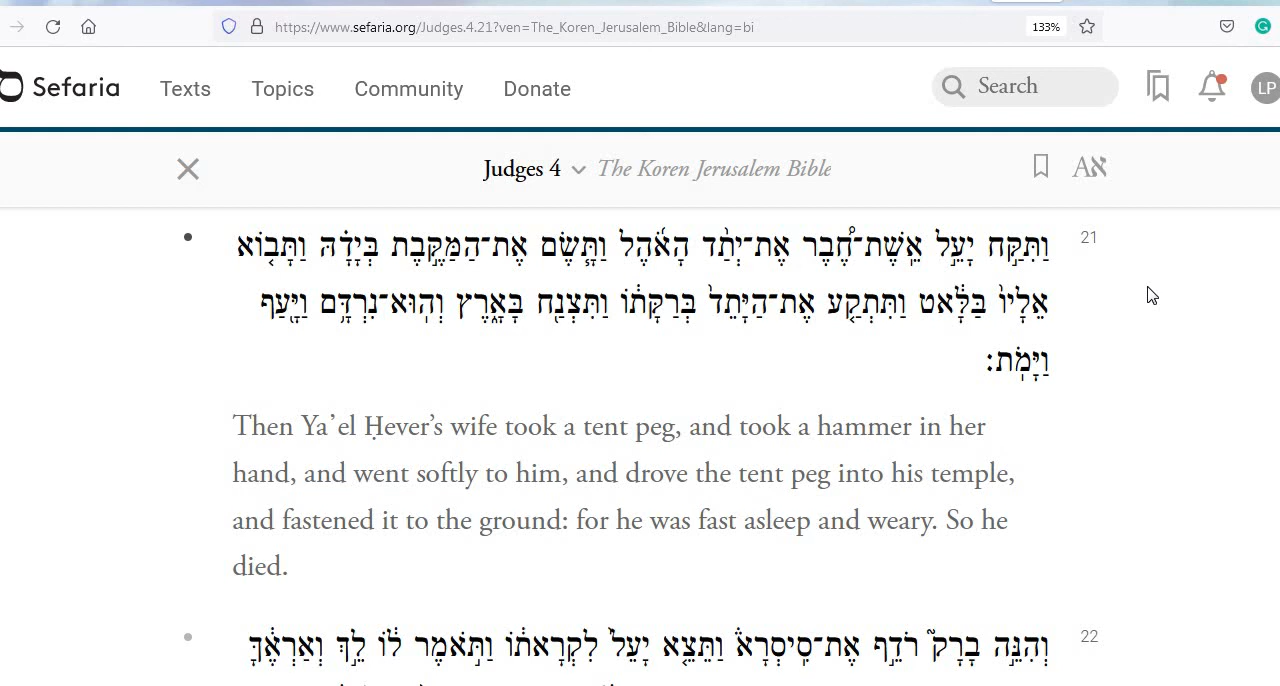 https://www.sefaria.org/Judges.4.21?ven=The_Koren_Jerusalem_Bible&lang=bi 133%
Sefaria Texts Topics Community Donate Search LP
Judges 4 The Koren Jerusalem Bible Aא
21
וַתִּקַּ֣ח יָעֵ֣ל אֵֽשֶׁת־חֶ֠בֶר אֶת־יְתַ֨ד הָאֹ֜הֶל וַתָּ֧שֶׂם אֶת־הַמַּקֶּ֣בֶת בְּיָדָ֗הּ וַתָּב֤וֹא
אֵלָיו֙ בַּלָּ֔אט וַתִּתְקַ֤ע אֶת־הַיָּתֵד֙ בְּרַקָּת֔וֹ וַתִּצְנַ֖ח בָּאָ֑רֶץ וְהֽוּא־נִרְדָּ֥ם וַיָּ֖עַף
וַיָּמֹֽת׃
Then Ya’el Ḥever’s wife took a tent peg, and took a hammer in her
hand, and went softly to him, and drove the tent peg into his temple,
and fastened it to the ground: for he was fast asleep and weary. So he
died.
22
וְהִנֵּ֣ה בָרָק֮ רֹדֵ֣ף אֶת־סִֽיסְרָא֒ וַתֵּצֵ֤א יָעֵל֙ לִקְרָאת֔וֹ וַתֹּ֣אמֶר ל֔וֹ לֵ֣ךְ וְאַרְאֶ֔ךָּ